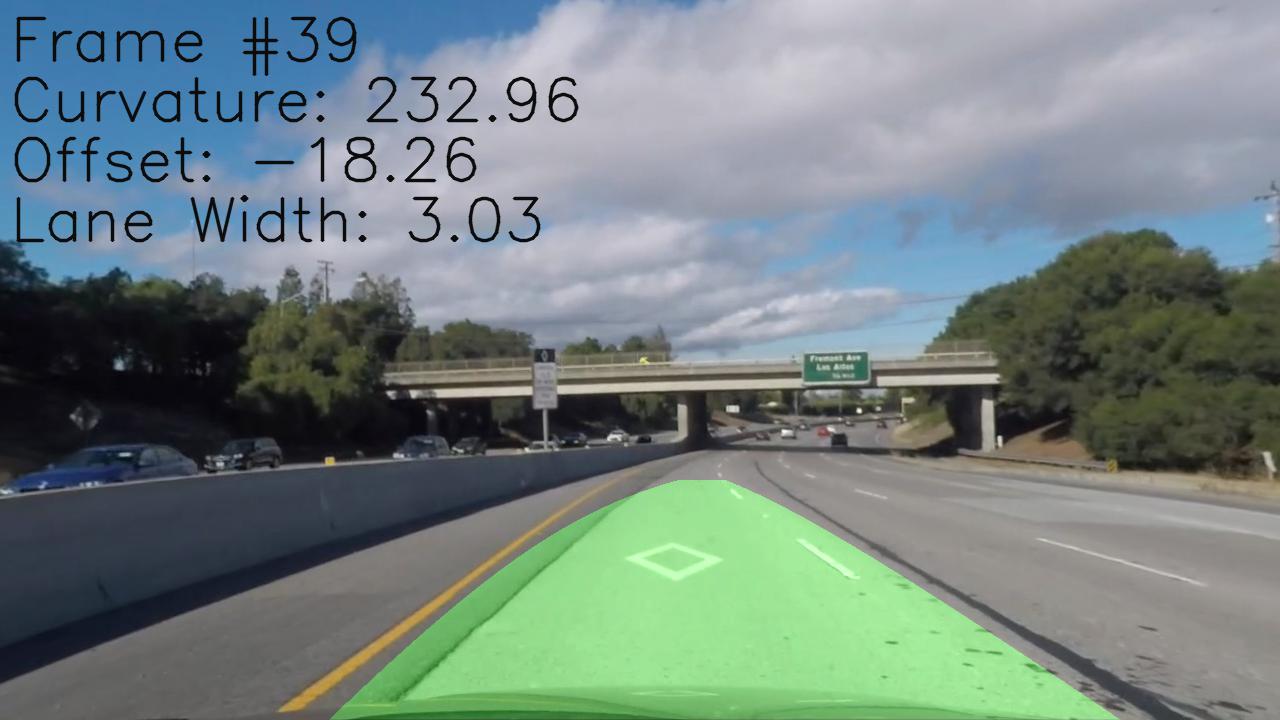 Frame #39
Curvature: 232.96
Offset: -18.26
Lane Width: 3.03
Fremont Ave
Los Altos